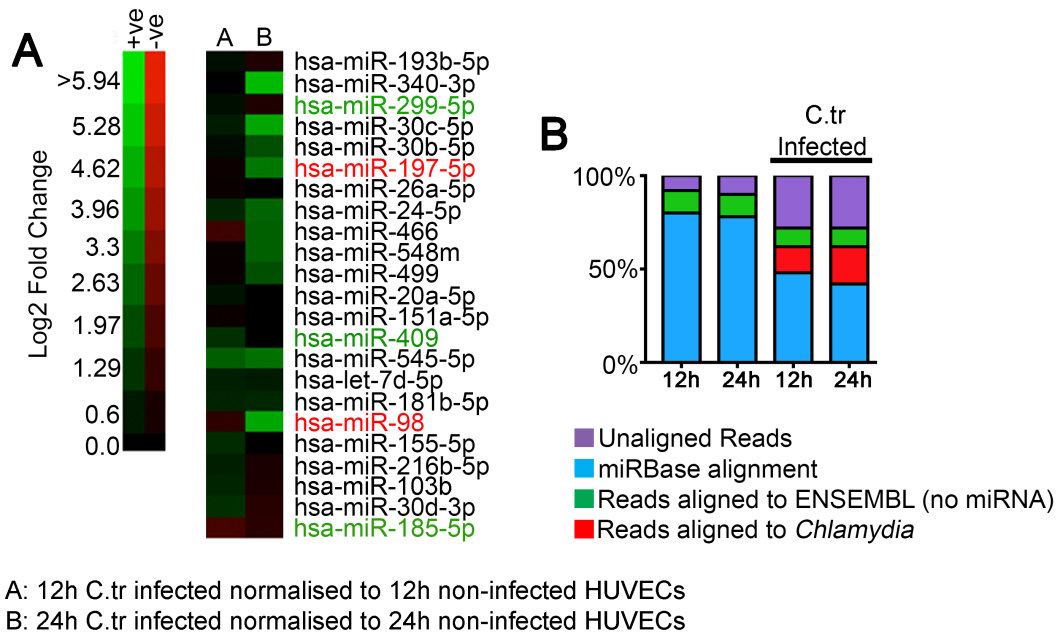 A
+ve
-ve
Log2 Fold Change
>5.94
5.28
4.62
3.96
3.3
2.63
1.97
1.29
0.6
0.0
A B
hsa-miR-193b-5p
hsa-miR-340-3p
hsa-miR-299-5p
hsa-miR-30c-5p
hsa-miR-30b-5p
hsa-miR-197-5p
hsa-miR-26a-5p
hsa-miR-24-5p
hsa-miR-466
hsa-miR-548m
hsa-miR-499
hsa-miR-20a-5p
hsa-miR-151a-5p
hsa-miR-409
hsa-miR-545-5p
hsa-let-7d-5p
hsa-miR-181b-5p
hsa-miR-98
hsa-miR-155-5p
hsa-miR-216b-5p
hsa-miR-103b
hsa-miR-30d-3p
hsa-miR-185-5p
B
C.tr
Infected
100%
50%
0%
12h 24h 12h 24h
Unaligned Reads
miRBase alignment
Reads aligned to ENSEMBL (no miRNA)
Reads aligned to Chlamydia
A: 12h C.tr infected normalised to 12h non-infected HUVECs
B: 24h C.tr infected normalised to 24h non-infected HUVECs